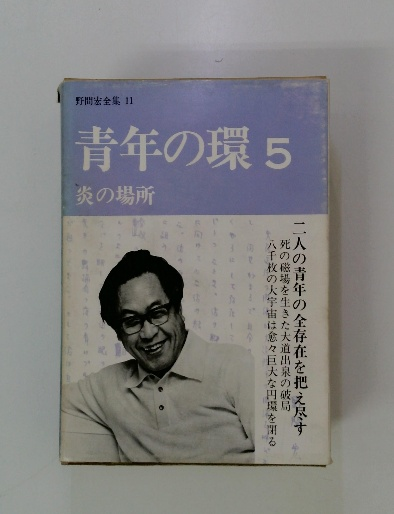 野間宏全集 11
青年の環 5
炎の場所
二人の青年の全存在を把え尽す
死の磁場を生きた大道出泉の破局
八千枚の大宇宙は愈々巨大な円環を閉る